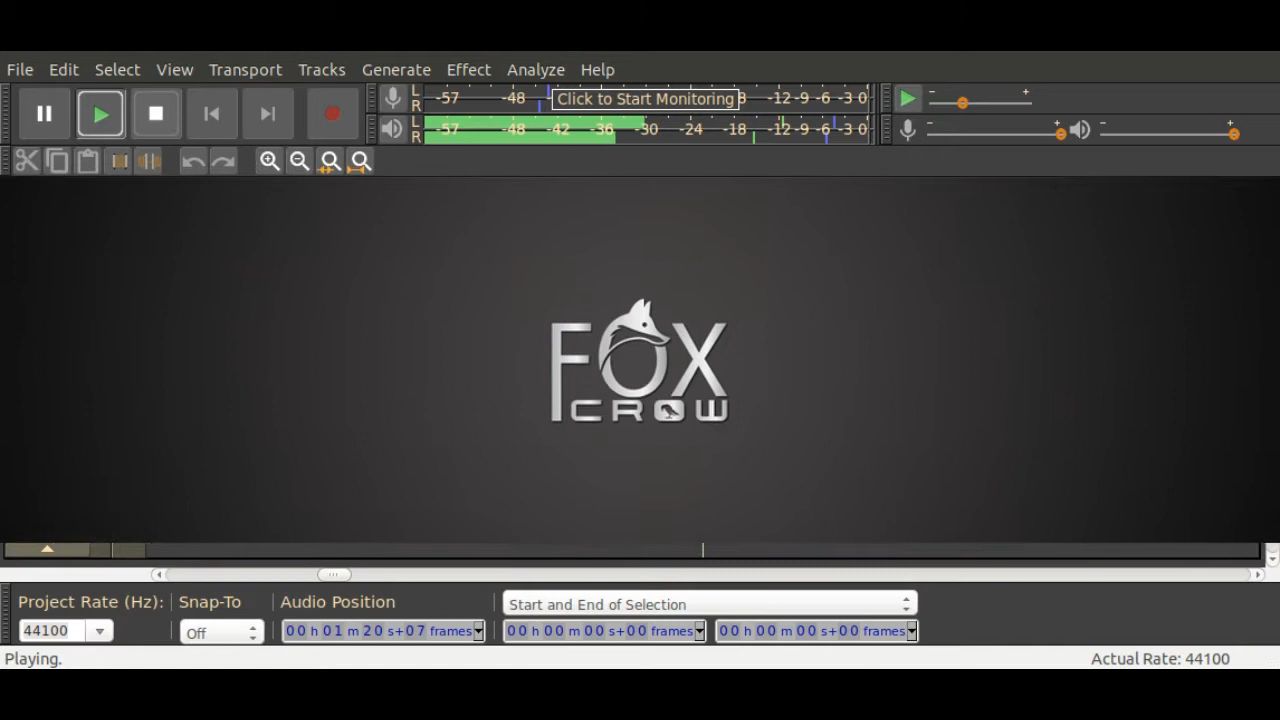 File Edit Select View Transport Tracks Generate Effect Analyze Help
L -57 -48 Click to Start Monitoring 8 -12 -9 -6 -3 0
R
L -57 -48 -42 -36 -30 -24 -18 -12 -9 -6 -3 0
R
FOX
CROW
Project Rate (Hz): Snap-To Audio Position Start and End of Selection
44100 Off 00 h 01 m 20 s+07 frames 00 h 00 m 00 s+00 frames 00 h 00 m 00 s+00 frames
Playing. Actual Rate: 44100